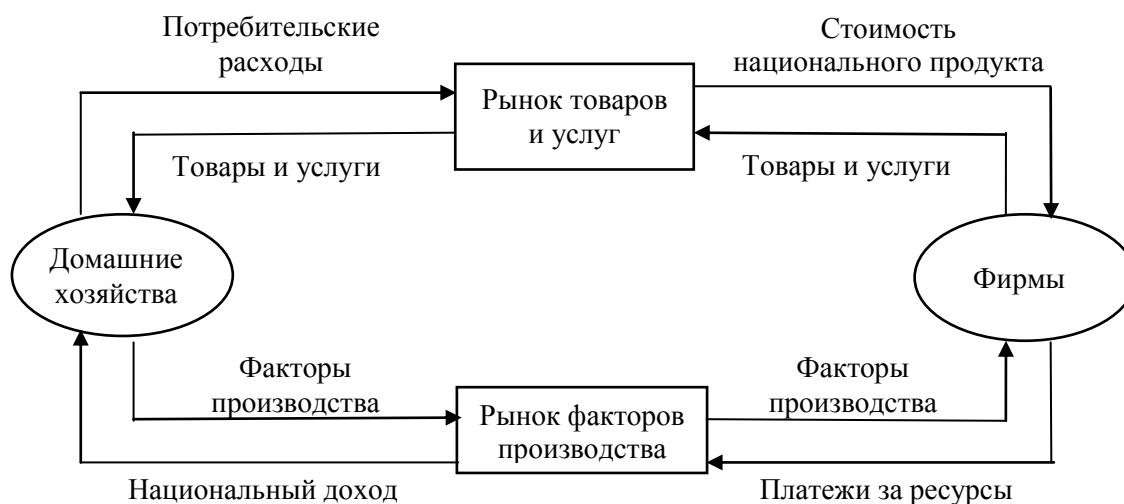 Потребительские
расходы
Стоимость
национального продукта
Рынок товаров
и услуг
Товары и услуги
Товары и услуги
Домашние
хозяйства
Фирмы
Факторы
производства
Факторы
производства
Рынок факторов
производства
Национальный доход
Платежи за ресурсы